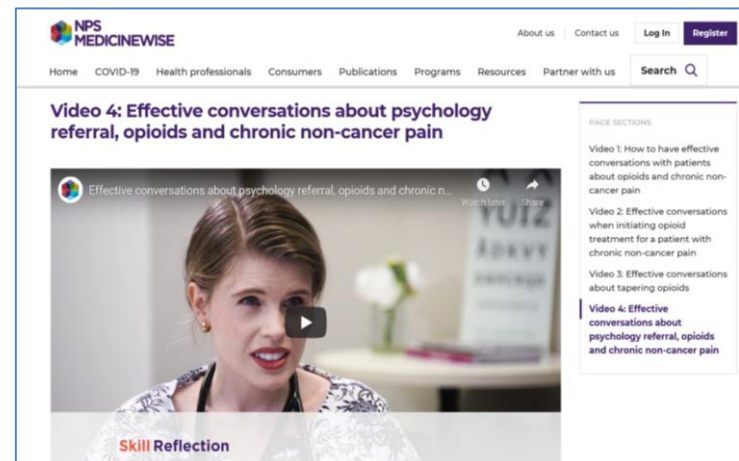 NPS
MEDICINEWISE
About us
Contact us
Log In
Register
Home
COVID-19
Health professionals
Consumers
Publications
Programs
Resources
Partner with us
Search
Video 4: Effective conversations about psychology
referral, opioids and chronic non-cancer pain
Effective conversations about psychology referral, opioids and chronic n...
Watch later
Share
Skill Reflection
PAGE SECTIONS
Video 1: How to have effective
conversations with patients
about opioids and chronic non-
cancer pain
Video 2: Effective conversations
when initiating opioid
treatment for a patient with
chronic non-cancer pain
Video 3: Effective conversations
about tapering opioids
Video 4: Effective
conversations about
psychology referral, opioids
and chronic non-cancer pain